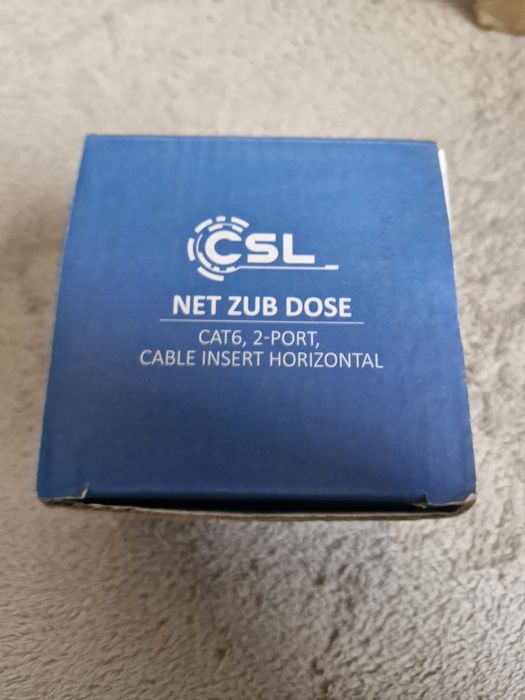 CSL
NET ZUB DOSE
CAT6, 2-PORT,
CABLE INSERT HORIZONTAL